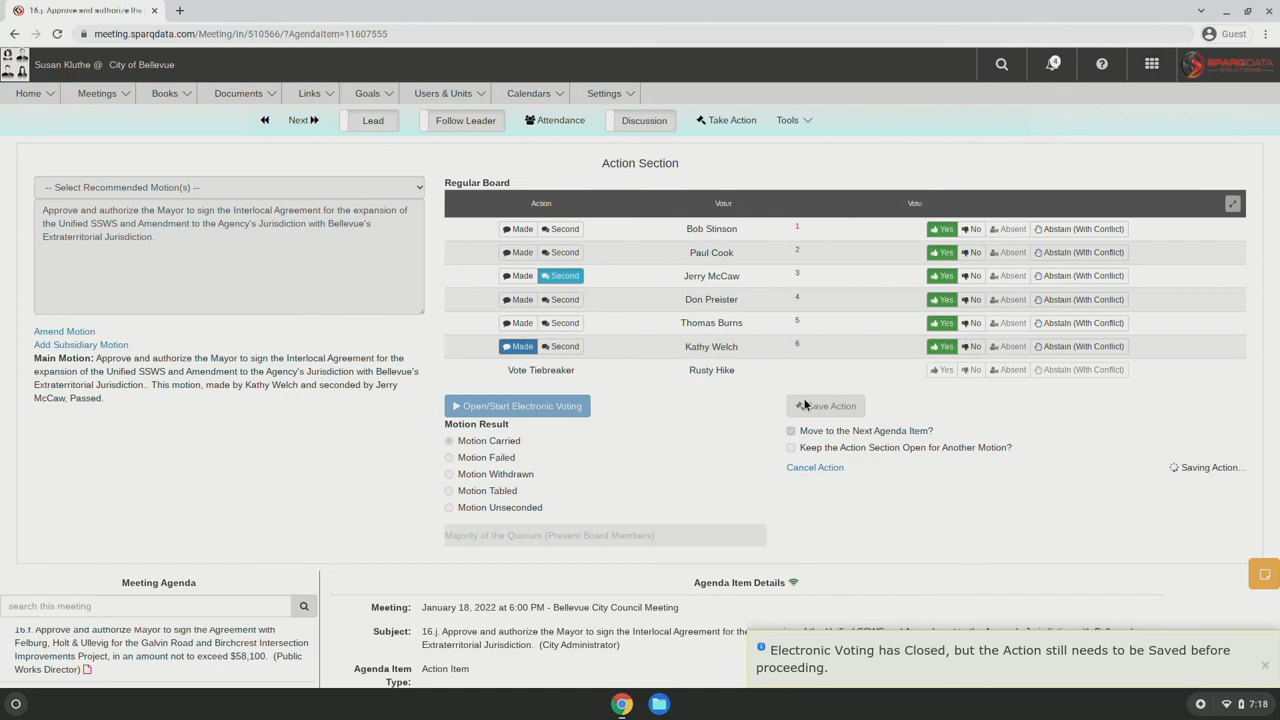 16.j. Approve and authorize the
meeting.sparqdata.com/Meeting/In/510566/?AgendaItem=11607555
Guest
Susan Kluthe @ City of Bellevue
4
SPARQDATA
SOLUTIONS
Home Meetings Books Documents Links Goals Users & Units Calendars Settings
Next Lead Follow Leader Attendance Discussion Take Action Tools
Action Section
-- Select Recommended Motion(s) --
Approve and authorize the Mayor to sign the Interlocal Agreement for the expansion of
the Unified SSWS and Amendment to the Agency's Jurisdiction with Bellevue's
Extraterritorial Jurisdiction.
Amend Motion
Add Subsidiary Motion
Main Motion: Approve and authorize the Mayor to sign the Interlocal Agreement for the
expansion of the Unified SSWS and Amendment to the Agency's Jurisdiction with Bellevue's
Extraterritorial Jurisdiction.. This motion, made by Kathy Welch and seconded by Jerry
McCaw, Passed.
Regular Board
Action Voter Vote
Made Second Bob Stinson 1 Yes No Absent Abstain (With Conflict)
Made Second Paul Cook 2 Yes No Absent Abstain (With Conflict)
Made Second Jerry McCaw 3 Yes No Absent Abstain (With Conflict)
Made Second Don Preister 4 Yes No Absent Abstain (With Conflict)
Made Second Thomas Burns 5 Yes No Absent Abstain (With Conflict)
Made Second Kathy Welch 6 Yes No Absent Abstain (With Conflict)
Vote Tiebreaker Rusty Hike Yes No Absent Abstain (With Conflict)
Open/Start Electronic Voting
Motion Result
Motion Carried
Motion Failed
Motion Withdrawn
Motion Tabled
Motion Unseconded
Majority of the Quorum (Present Board Members)
Save Action
Move to the Next Agenda Item?
Keep the Action Section Open for Another Motion?
Cancel Action
Saving Action...
Meeting Agenda
search this meeting
16.f. Approve and authorize Mayor to sign the Agreement with
Felburg, Holt & Ullevig for the Galvin Road and Birchcrest Intersection
Improvements Project, in an amount not to exceed $58,100. (Public
Works Director)
Agenda Item Details
Meeting: January 18, 2022 at 6:00 PM - Bellevue City Council Meeting
Subject: 16.j. Approve and authorize the Mayor to sign the Interlocal Agreement for the
Extraterritorial Jurisdiction. (City Administrator)
Agenda Item Action Item
Type:
Electronic Voting has Closed, but the Action still needs to be Saved before
proceeding.
7:18